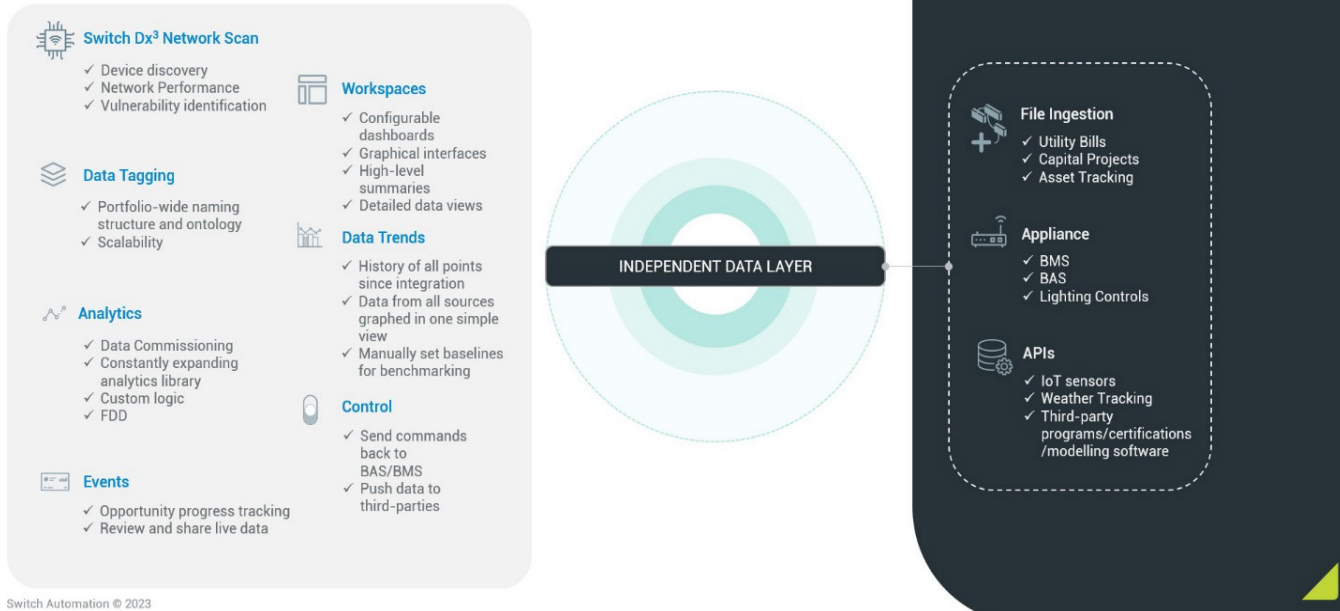 Switch Dx³ Network Scan
✓ Device discovery
✓ Network Performance
✓ Vulnerability identification
Data Tagging
✓ Portfolio-wide naming
structure and ontology
✓ Scalability
Analytics
✓ Data Commissioning
✓ Constantly expanding
analytics library
✓ Custom logic
✓ FDD
Events
✓ Opportunity progress tracking
✓ Review and share live data
Workspaces
✓ Configurable
dashboards
✓ Graphical interfaces
✓ High-level
summaries
✓ Detailed data views
Data Trends
✓ History of all points
since integration
✓ Data from all sources
graphed in one simple
view
✓ Manually set baselines
for benchmarking
Control
✓ Send commands
back to
BAS/BMS
✓ Push data to
third-parties
INDEPENDENT DATA LAYER
File Ingestion
✓ Utility Bills
✓ Capital Projects
✓ Asset Tracking
Appliance
✓ BMS
✓ BAS
✓ Lighting Controls
APIs
✓ IoT sensors
✓ Weather Tracking
✓ Third-party
programs/certifications
/modelling software
Switch Automation © 2023